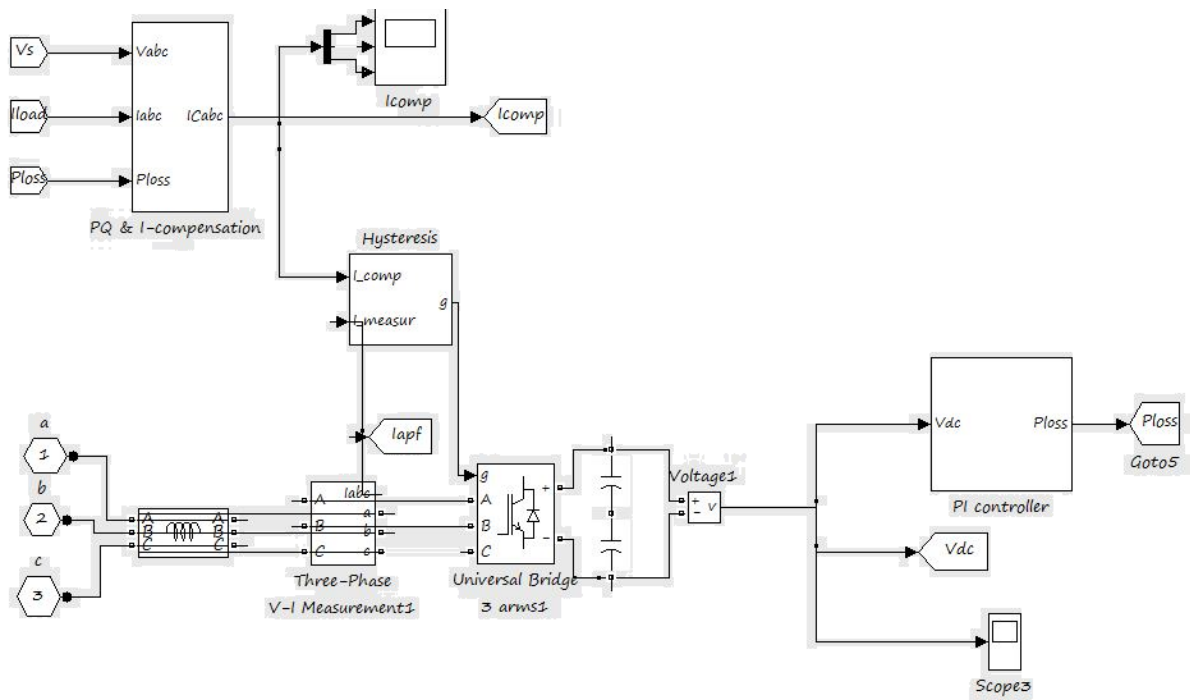 Vs
Vabc
Iload
Iabc
ICabc
Ploss
Ploss
PQ & I-compensation
Icomp
Icomp
Hysteresis
I_comp
g
I_measur
Iapf
a
1
b
2
c
3
A
A
B
B
C
C
Iabc
A
a
B
b
C
c
Three-Phase
V-I Measurement1
g
A
+
B
-
C
Universal Bridge
3 arms1
Voltage1
+
-
v
Vdc
Ploss
PI controller
Ploss
Goto5
Vdc
Scope3